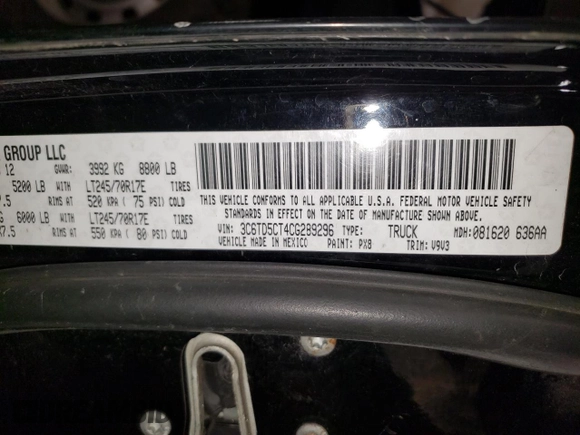 GROUP LLC
12 GVWR: 3992 KG 8800 LB
5200 LB WITH LT245/70R17E TIRES
7.5 RIMS AT 520 KPA ( 75 PSI) COLD
G 6000 LB WITH LT245/70R17E TIRES
X7.5 RIMS AT 550 KPA ( 80 PSI) COLD
THIS VEHICLE CONFORMS TO ALL APPLICABLE U.S.A. FEDERAL MOTOR VEHICLE SAFETY
STANDARDS IN EFFECT ON THE DATE OF MANUFACTURE SHOWN ABOVE.
VIN: 3C6TD5CT4CG289296 TYPE: TRUCK MDH: 081620 636AA
VEHICLE MADE IN MEXICO PAINT: PX8 TRIM: V9V3